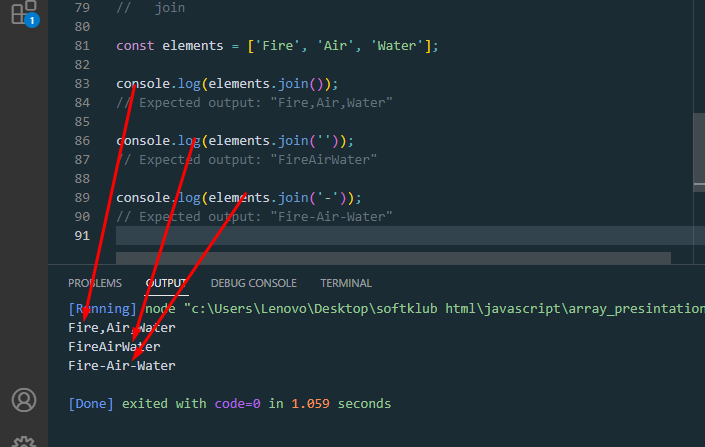 1
79 //   join
80
81 const elements = ['Fire', 'Air', 'Water'];
82
83 console.log(elements.join());
84 // Expected output: "Fire,Air,Water"
85
86 console.log(elements.join(''));
87 // Expected output: "FireAirWater"
88
89 console.log(elements.join('-'));
90 // Expected output: "Fire-Air-Water"
91
PROBLEMS OUTPUT DEBUG CONSOLE TERMINAL
[Running] node "c:\Users\Lenovo\Desktop\softklub html\javascript\array_presintation
Fire,Air,Water
FireAirWater
Fire-Air-Water
[Done] exited with code=0 in 1.059 seconds